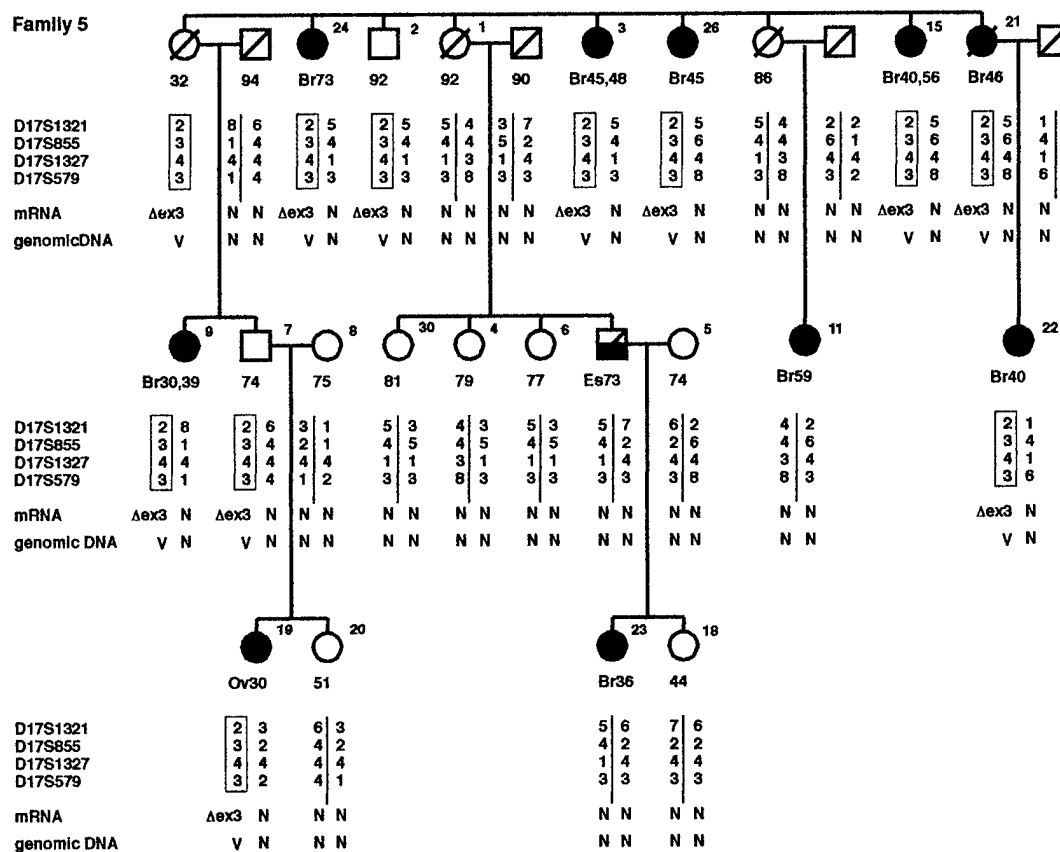 Family 5
24 2 1 3 26 15 21
32 94 Br73 92 92 90 Br45,48 Br45 86 Br40,56 Br46
D17S1321 2 8 6 2 5 2 5 5 4 3 7 2 5 2 5 5 4 2 2 2 5 2 5 1
D17S855 3 1 4 3 4 3 4 4 4 5 2 3 4 3 6 4 4 6 1 3 6 3 6 4
D17S1327 4 4 4 4 1 4 1 1 3 1 4 4 1 4 4 1 3 4 4 4 4 4 4 1
D17S579 3 1 4 3 3 3 3 3 8 3 3 3 3 3 8 3 8 3 2 3 8 3 8 6
mRNA Δex3 N N Δex3 N Δex3 N N N N N Δex3 N Δex3 N N N N N Δex3 N Δex3 N N
genomicDNA V N N V N V N N N N N V N V N N N N N V N V N N
9 7 8 30 4 6 5 11 22
Br30,39 74 75 81 79 77 Es73 74 Br59 Br40
D17S1321 2 8 2 6 3 1 5 3 4 3 5 3 5 7 6 2 4 2 2 1
D17S855 3 1 3 4 2 1 4 5 4 5 4 5 4 2 2 6 4 6 3 4
D17S1327 4 4 4 4 4 4 1 1 3 1 1 1 1 4 4 4 3 4 4 1
D17S579 3 1 3 4 1 2 3 3 8 3 3 3 3 3 3 8 8 3 3 6
mRNA Δex3 N Δex3 N N N N N N N N N N N N N N N Δex3 N
genomic DNA V N V N N N N N N N N N N N N N N N V N
19 20 23 18
Ov30 51 Br36 44
D17S1321 2 3 6 3 5 6 7 6
D17S855 3 2 4 2 4 2 2 2
D17S1327 4 4 4 4 1 4 4 4
D17S579 3 2 4 1 3 3 3 3
mRNA Δex3 N N N N N N N
genomic DNA V N N N N N N N